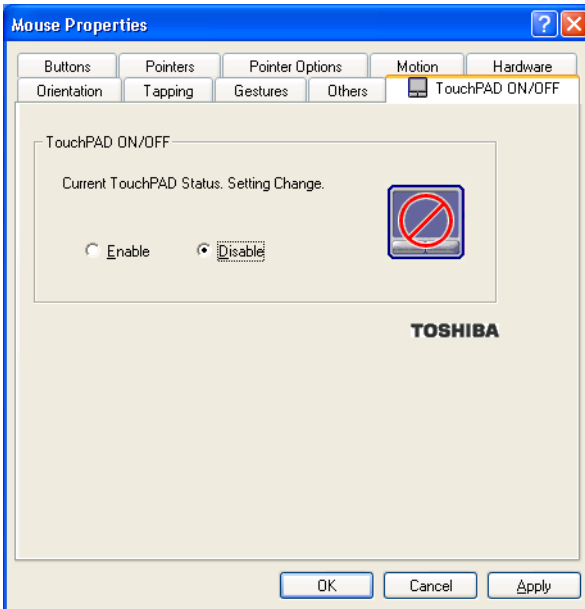 Mouse Properties
Buttons Pointers Pointer Options Motion Hardware
Orientation Tapping Gestures Others TouchPAD ON/OFF
TouchPAD ON/OFF
Current TouchPAD Status. Setting Change.
Enable Disable
TOSHIBA
OK Cancel Apply